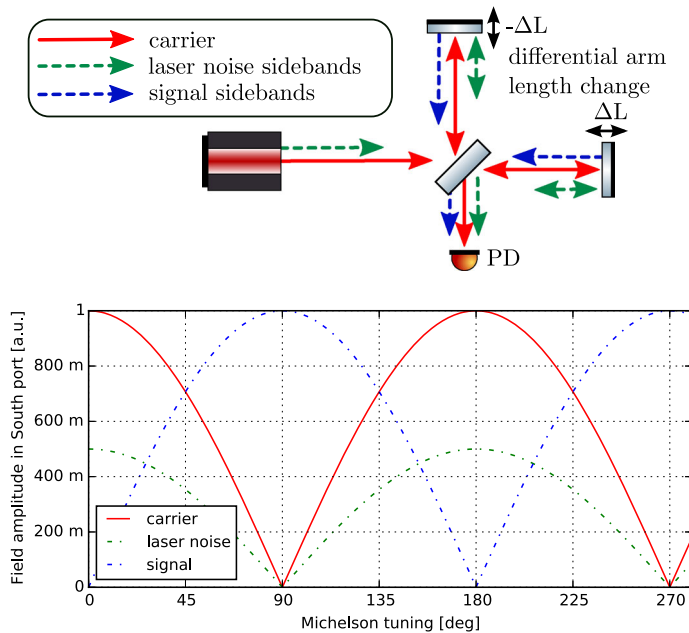 carrier
laser noise sidebands
signal sidebands
-ΔL
differential arm
length change
ΔL
PD
Field amplitude in South port [a.u.]
1
800 m
600 m
400 m
200 m
0
carrier
laser noise
signal
0 45 90 135 180 225 270
Michelson tuning [deg]